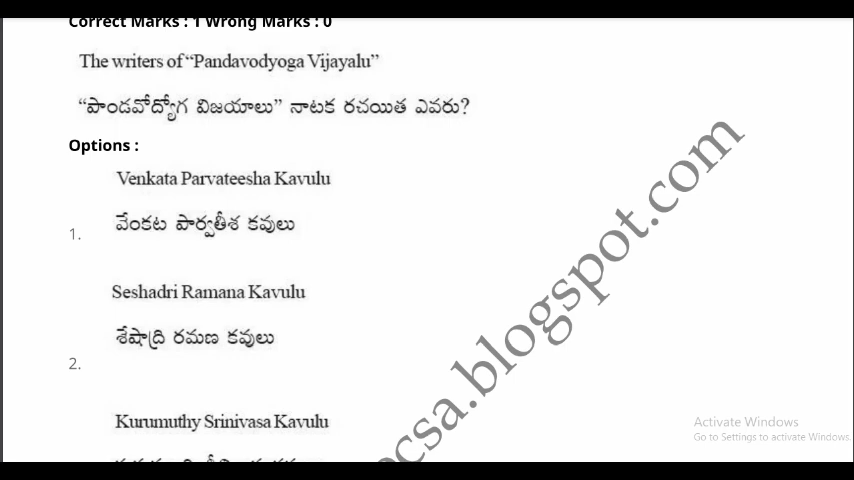 Correct Marks : 1 Wrong Marks : 0
The writers of “Pandavodyoga Vijayalu”
“పాండవోద్యోగ విజయాలు” నాటక రచయిత ఎవరు?
Options :
Venkata Parvateesha Kavulu
వేంకట పార్వతీశ కవులు
1.
Seshadri Ramana Kavulu
శేషాద్రి రమణ కవులు
2.
Kurumuthy Srinivasa Kavulu
csa.blogspot.com
Activate Windows
Go to Settings to activate Windows.